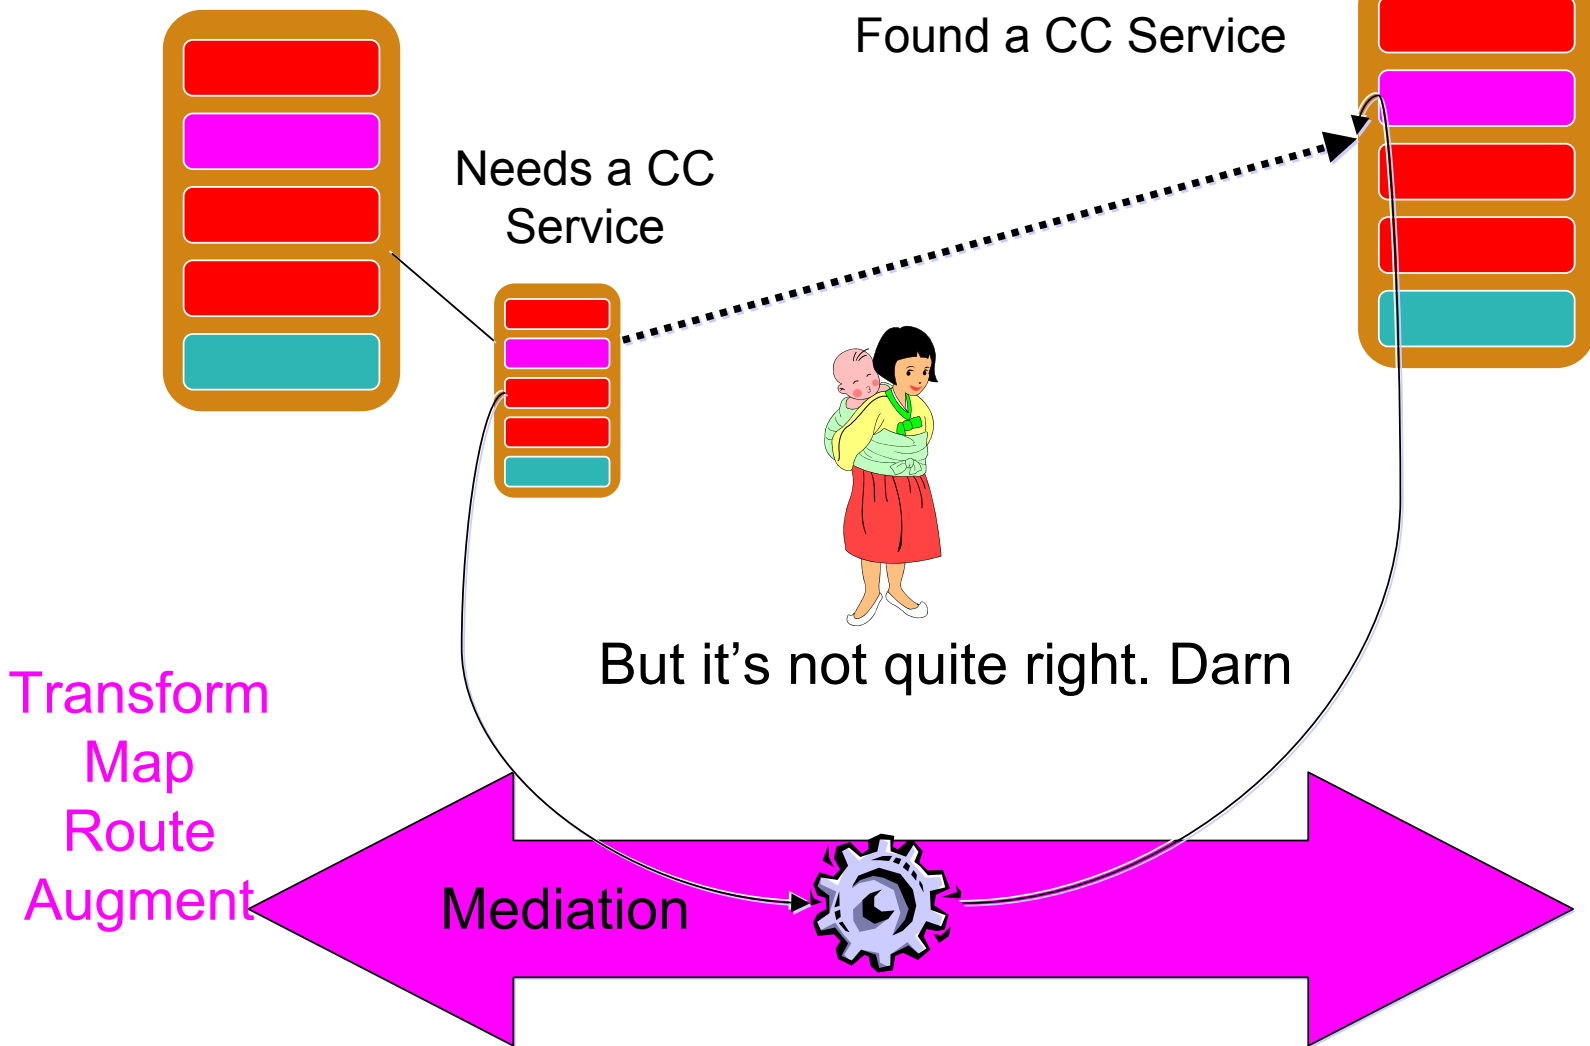 Found a CC Service
Needs a CC
Service
But it’s not quite right. Darn
Transform
Map
Route
Augment
Mediation